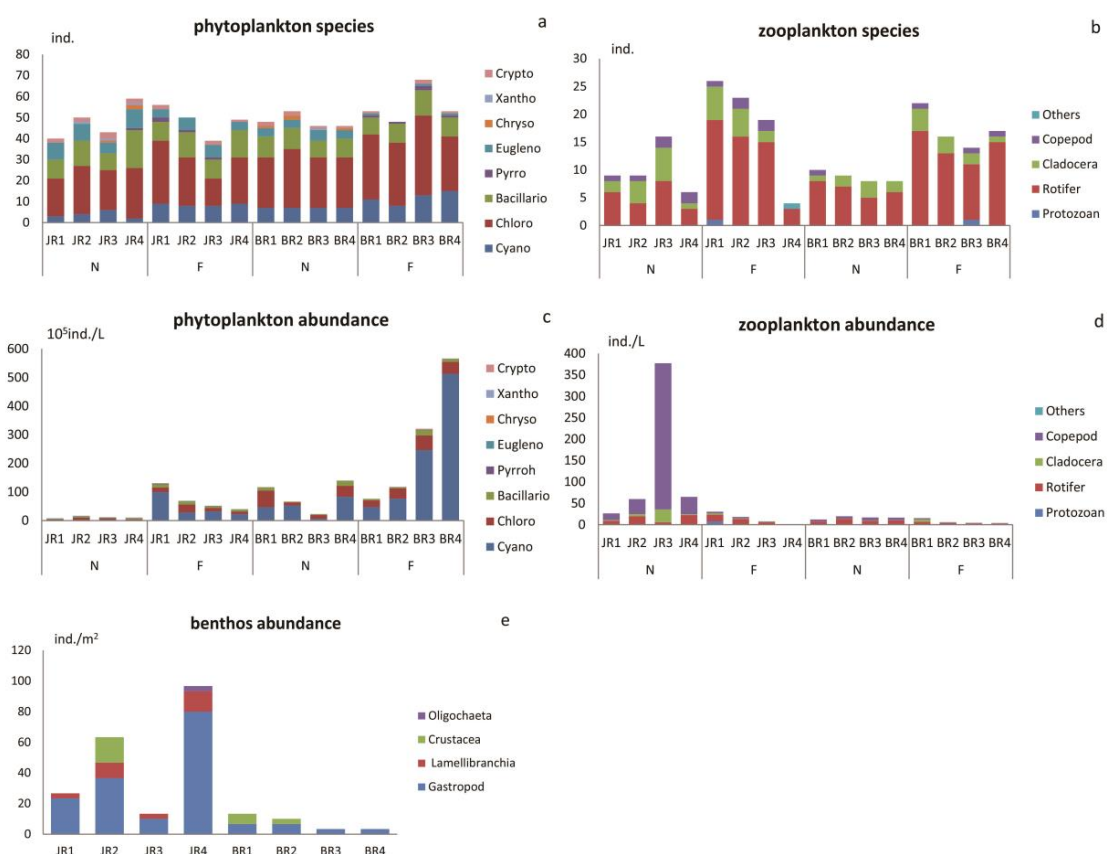 phytoplankton species
a
ind.
80
70
60
50
40
30
20
10
0
JR1 JR2 JR3 JR4 JR1 JR2 JR3 JR4 BR1 BR2 BR3 BR4 BR1 BR2 BR3 BR4
N F N F
Crypto
Xantho
Chryso
Eugleno
Pyrro
Bacillario
Chloro
Cyano
zooplankton species
b
ind.
30
25
20
15
10
5
0
JR1 JR2 JR3 JR4 JR1 JR2 JR3 JR4 BR1 BR2 BR3 BR4 BR1 BR2 BR3 BR4
N F N F
Others
Copepod
Cladocera
Rotifer
Protozoan
phytoplankton abundance
c
10⁵ind./L
600
500
400
300
200
100
0
JR1 JR2 JR3 JR4 JR1 JR2 JR3 JR4 BR1 BR2 BR3 BR4 BR1 BR2 BR3 BR4
N F N F
Crypto
Xantho
Chryso
Eugleno
Pyrroh
Bacillario
Chloro
Cyano
zooplankton abundance
d
ind./L
400
350
300
250
200
150
100
50
0
JR1 JR2 JR3 JR4 JR1 JR2 JR3 JR4 BR1 BR2 BR3 BR4 BR1 BR2 BR3 BR4
N F N F
Others
Copepod
Cladocera
Rotifer
Protozoan
benthos abundance
e
ind./m²
120
100
80
60
40
20
0
JR1 JR2 JR3 JR4 BR1 BR2 BR3 BR4
Oligochaeta
Crustacea
Lamellibranchia
Gastropod